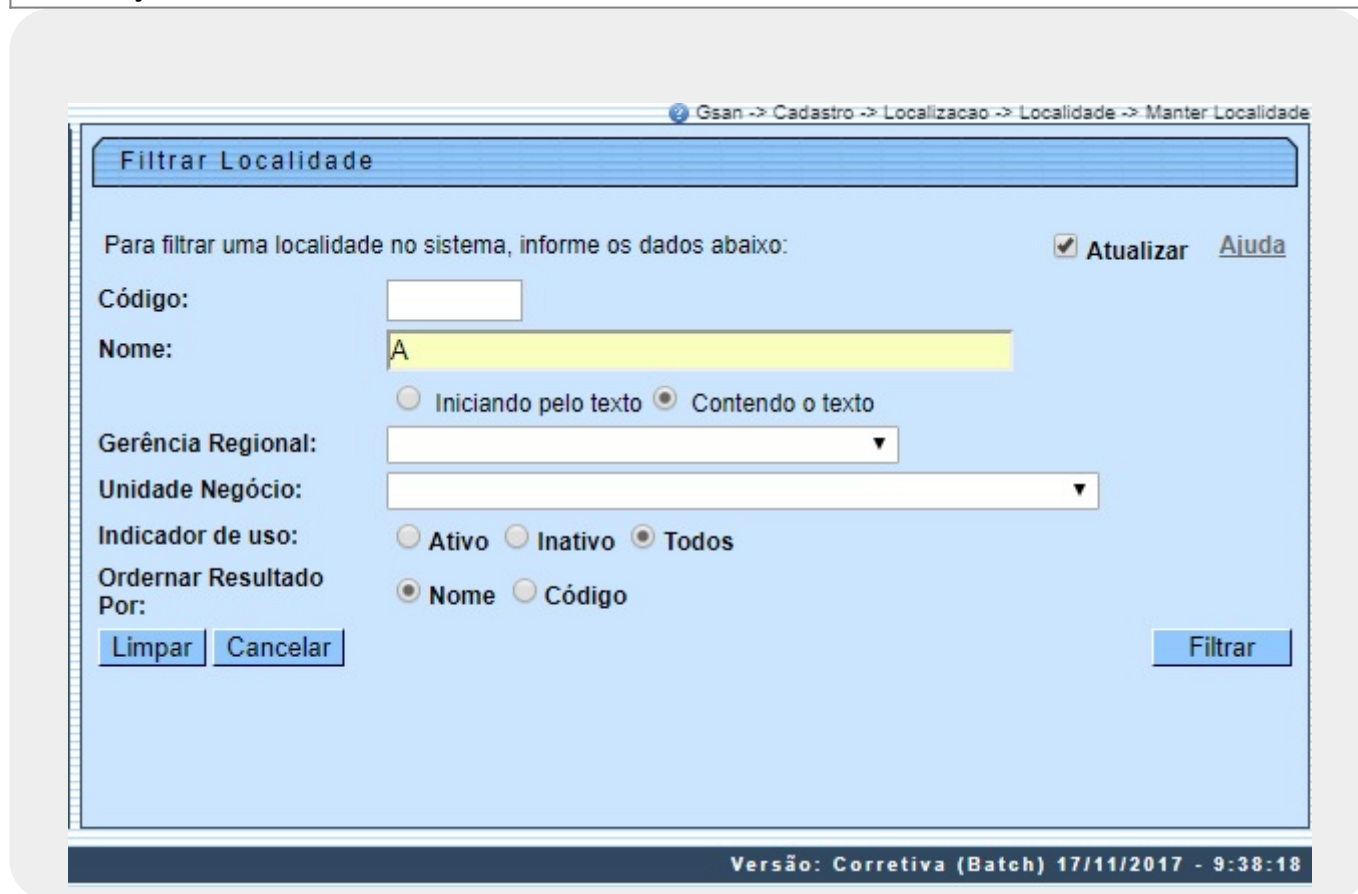 Gsan -> Cadastro -> Localizacao -> Localidade -> Manter Localidade
Filtrar Localidade
Para filtrar uma localidade no sistema, informe os dados abaixo: Atualizar Ajuda
Código:
Nome: A
Iniciando pelo texto Contendo o texto
Gerência Regional:
Unidade Negócio:
Indicador de uso: Ativo Inativo Todos
Ordernar Resultado
Por: Nome Código
Limpar Cancelar Filtrar
Versão: Corretiva (Batch) 17/11/2017 - 9:38:18